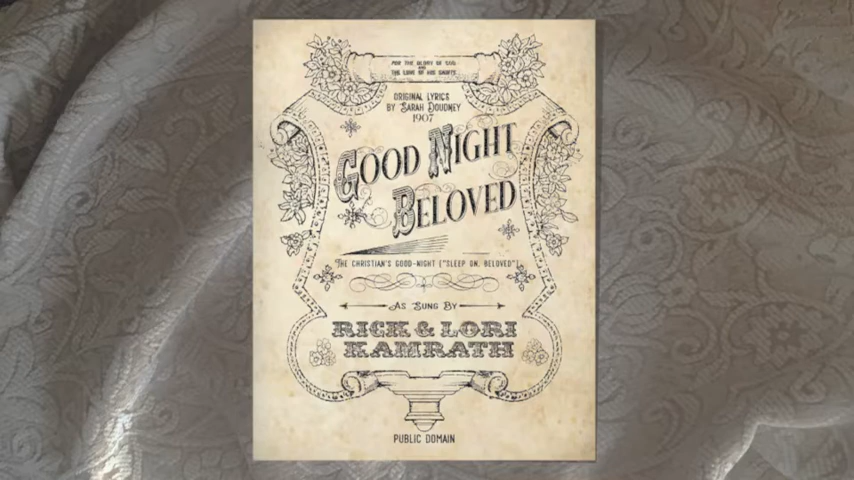 FOR THE GLORY OF GOD
AND
THE LOVE OF HIS SAINTS
ORIGINAL LYRICS
BY SARAH DOUDNEY
1907
GOOD NIGHT
BELOVED
THE CHRISTIAN'S GOOD-NIGHT ("SLEEP ON, BELOVED")
AS SUNG BY
RICK & LORI
KAMRATH
PUBLIC DOMAIN